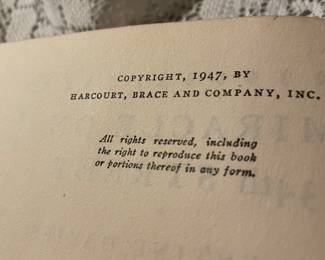 COPYRIGHT, 1947, BY
HARCOURT, BRACE AND COMPANY, INC.
All rights reserved, including
the right to reproduce this book
or portions thereof in any form.